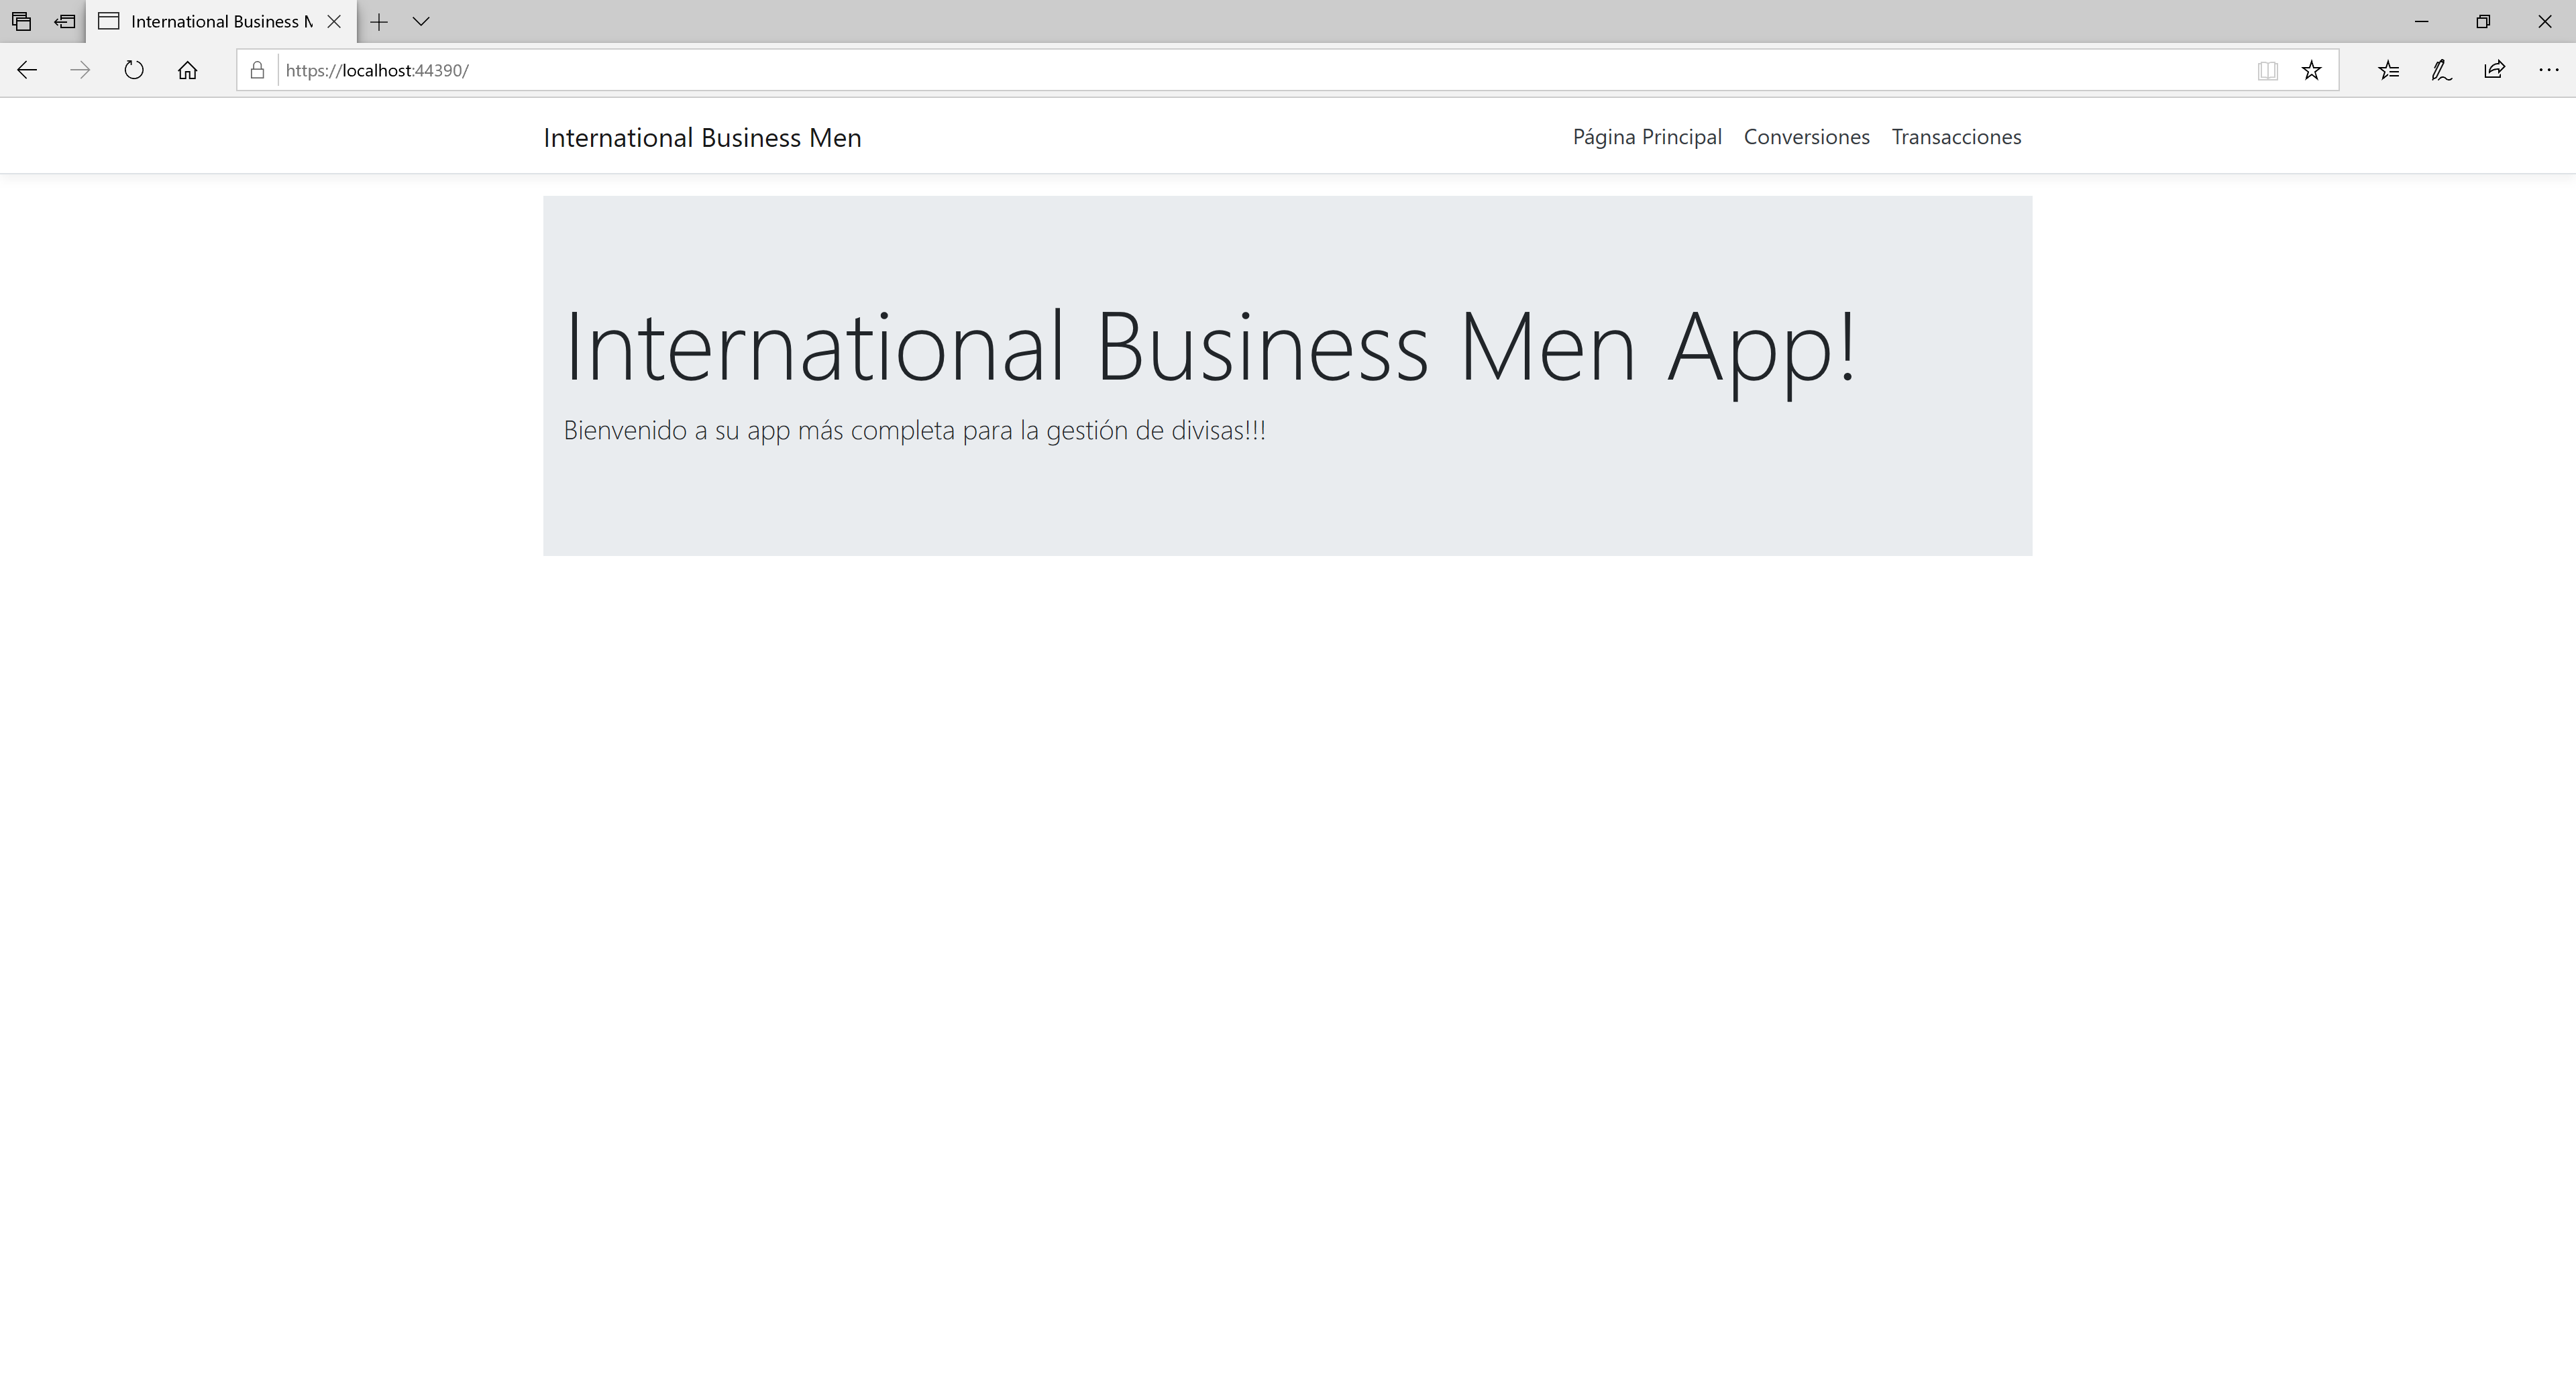 International Business M
https://localhost:44390/
International Business Men
Página Principal Conversiones Transacciones
International Business Men App!
Bienvenido a su app más completa para la gestión de divisas!!!